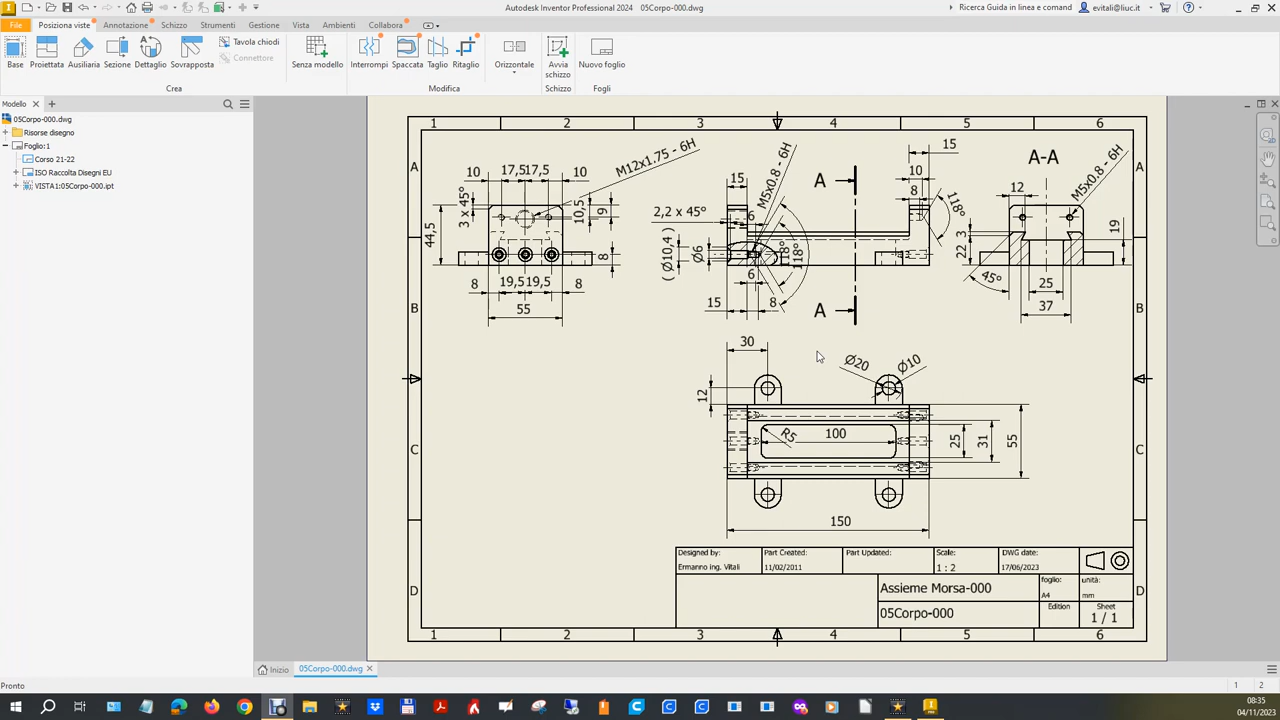 Autodesk Inventor Professional 2024 05Corpo-000.dwg
Ricerca Guida in linea e comand
evitali@liuc.it
File Posiziona viste Annotazione Schizzo Strumenti Gestione Vista Ambienti Collabora
Base Proiettata Ausiliaria Sezione Dettaglio Sovrapposta
Tavola chiodi
Connettore
Senza modello
Interrompi Spaccata Taglio Ritaglio
Orizzontale
Avvia schizzo
Nuovo foglio
Crea Modifica Schizzo Fogli
Modello
05Corpo-000.dwg
Risorse disegno
Foglio:1
Corso 21-22
ISO Raccolta Disegni EU
VISTA1:05Corpo-000.ipt
1 2 3 4 5 6
A
B
C
D
A
B
C
D
10 17,5 17,5 10
M12x1.75 - 6H
3 x 45°
44,5
10,5
9
8
8 19,5 19,5 8
55
15
M5x0.8 - 6H
2,2 x 45°
6
( Ø10,4 )
Ø6
118°
118°
6
15 8
A
A
15
10
8
118°
A-A
12
M5x0.8 - 6H
3
22
19
45°
25
37
30
12
Ø20
Ø10
R5
100
25
31
55
150
Designed by:
Ermanno ing. Vitali
Part Created:
11/02/2011
Part Updated:
Scale:
1 : 2
DWG date:
17/06/2023
Assieme Morsa-000
foglio:
A4
unità:
mm
05Corpo-000
Edition
Sheet
1 / 1
1 2 3 4 5 6
Inizio
05Corpo-000.dwg
Pronto
1 2
08:35
04/11/2023